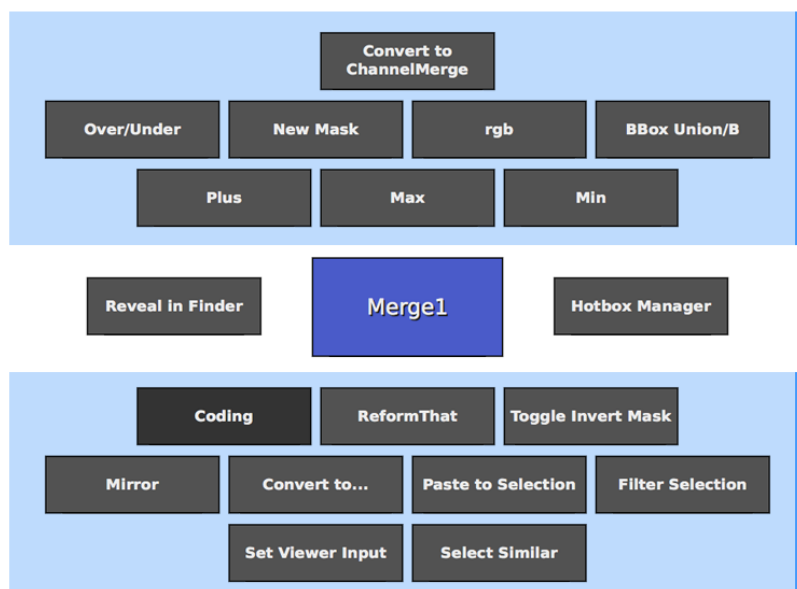 Convert to
ChannelMerge
Over/Under
New Mask
rgb
BBox Union/B
Plus
Max
Min
Reveal in Finder
Merge1
Hotbox Manager
Coding
ReformThat
Toggle Invert Mask
Mirror
Convert to...
Paste to Selection
Filter Selection
Set Viewer Input
Select Similar